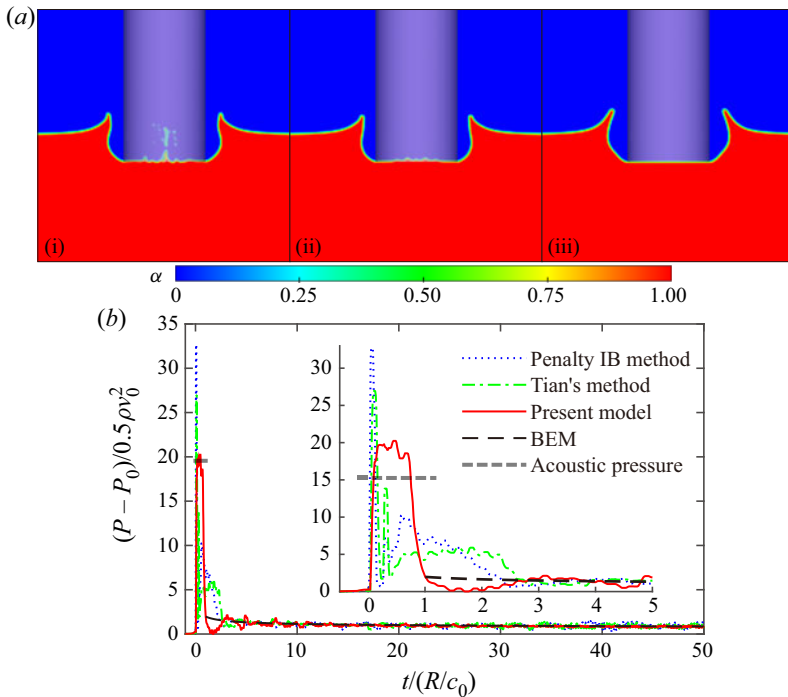 (a)
(i) (ii) (iii)
α
0 0.25 0.50 0.75 1.00
(b)
35
30
25
20
15
10
5
0
(P – P0)/0.5ρv0²
30
25
20
15
10
5
0
0 1 2 3 4 5
Penalty IB method
Tian's method
Present model
BEM
Acoustic pressure
0 10 20 30 40 50
t/(R/c0)